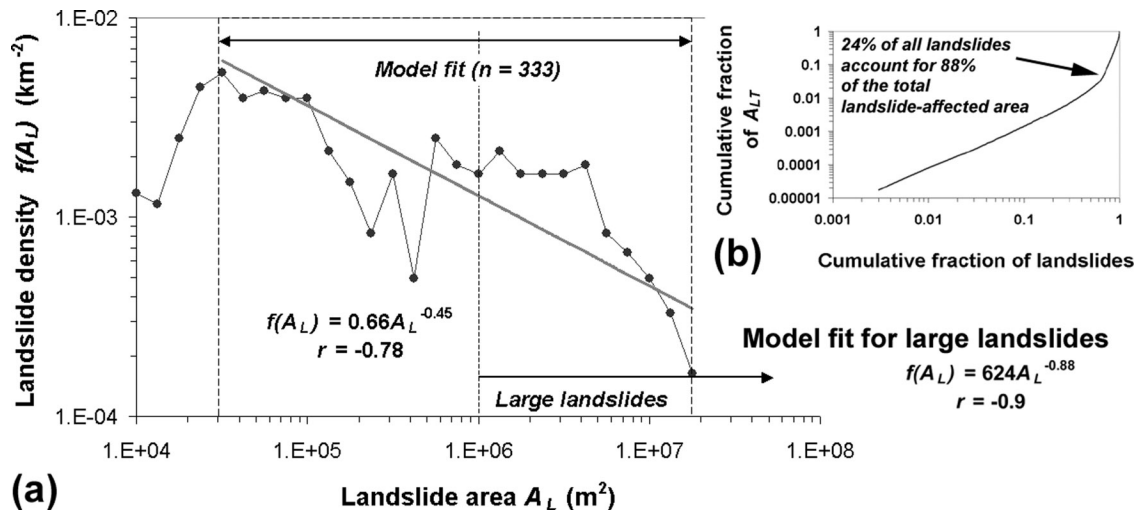 1.E-02
1.E-03
1.E-04
Landslide density f(A_L) (km⁻²)
Model fit (n = 333)
f(A_L) = 0.66A_L^-0.45
r = -0.78
Large landslides
1.E+04 1.E+05 1.E+06 1.E+07 1.E+08
(a)
Landslide area A_L (m²)
1
0.1
0.01
0.001
0.0001
0.00001
Cumulative fraction
of A_LT
24% of all landslides
account for 88%
of the total
landslide-affected area
0.001 0.01 0.1 1
(b)
Cumulative fraction of landslides
Model fit for large landslides
f(A_L) = 624A_L^-0.88
r = -0.9